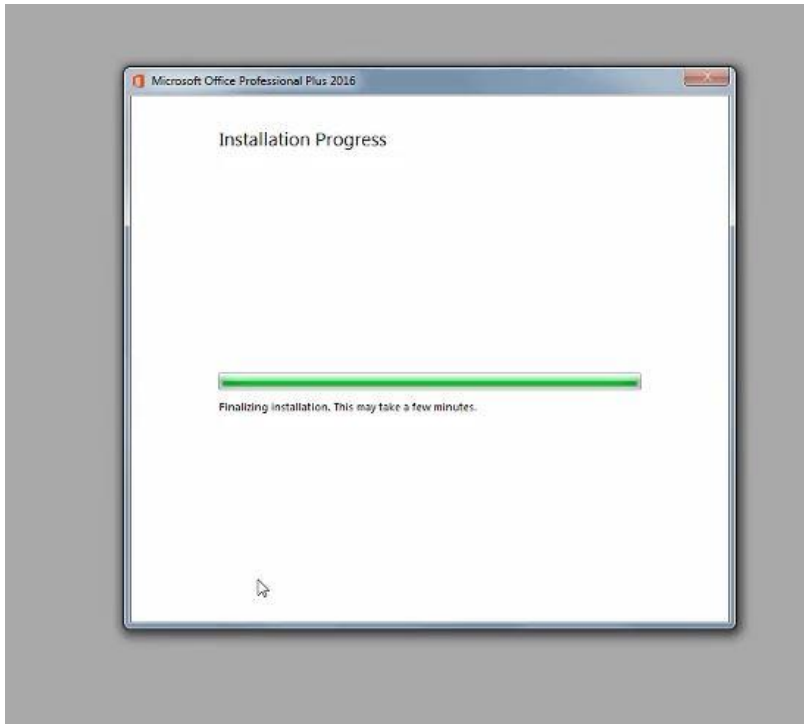 Microsoft Office Professional Plus 2016
Installation Progress
Finalizing installation. This may take a few minutes.